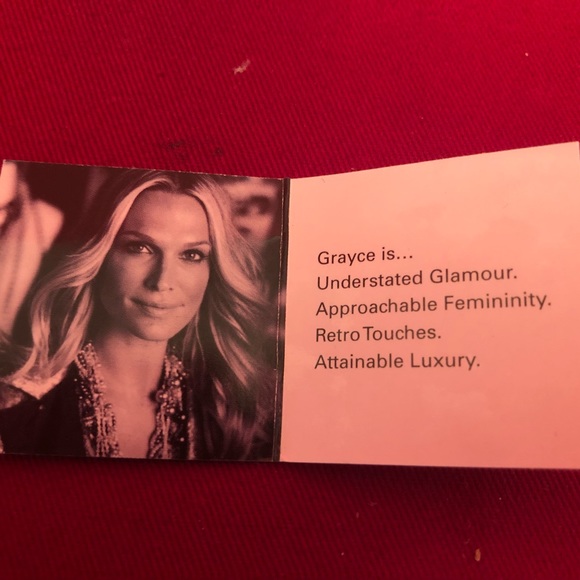 Grayce is...
Understated Glamour.
Approachable Femininity.
Retro Touches.
Attainable Luxury.